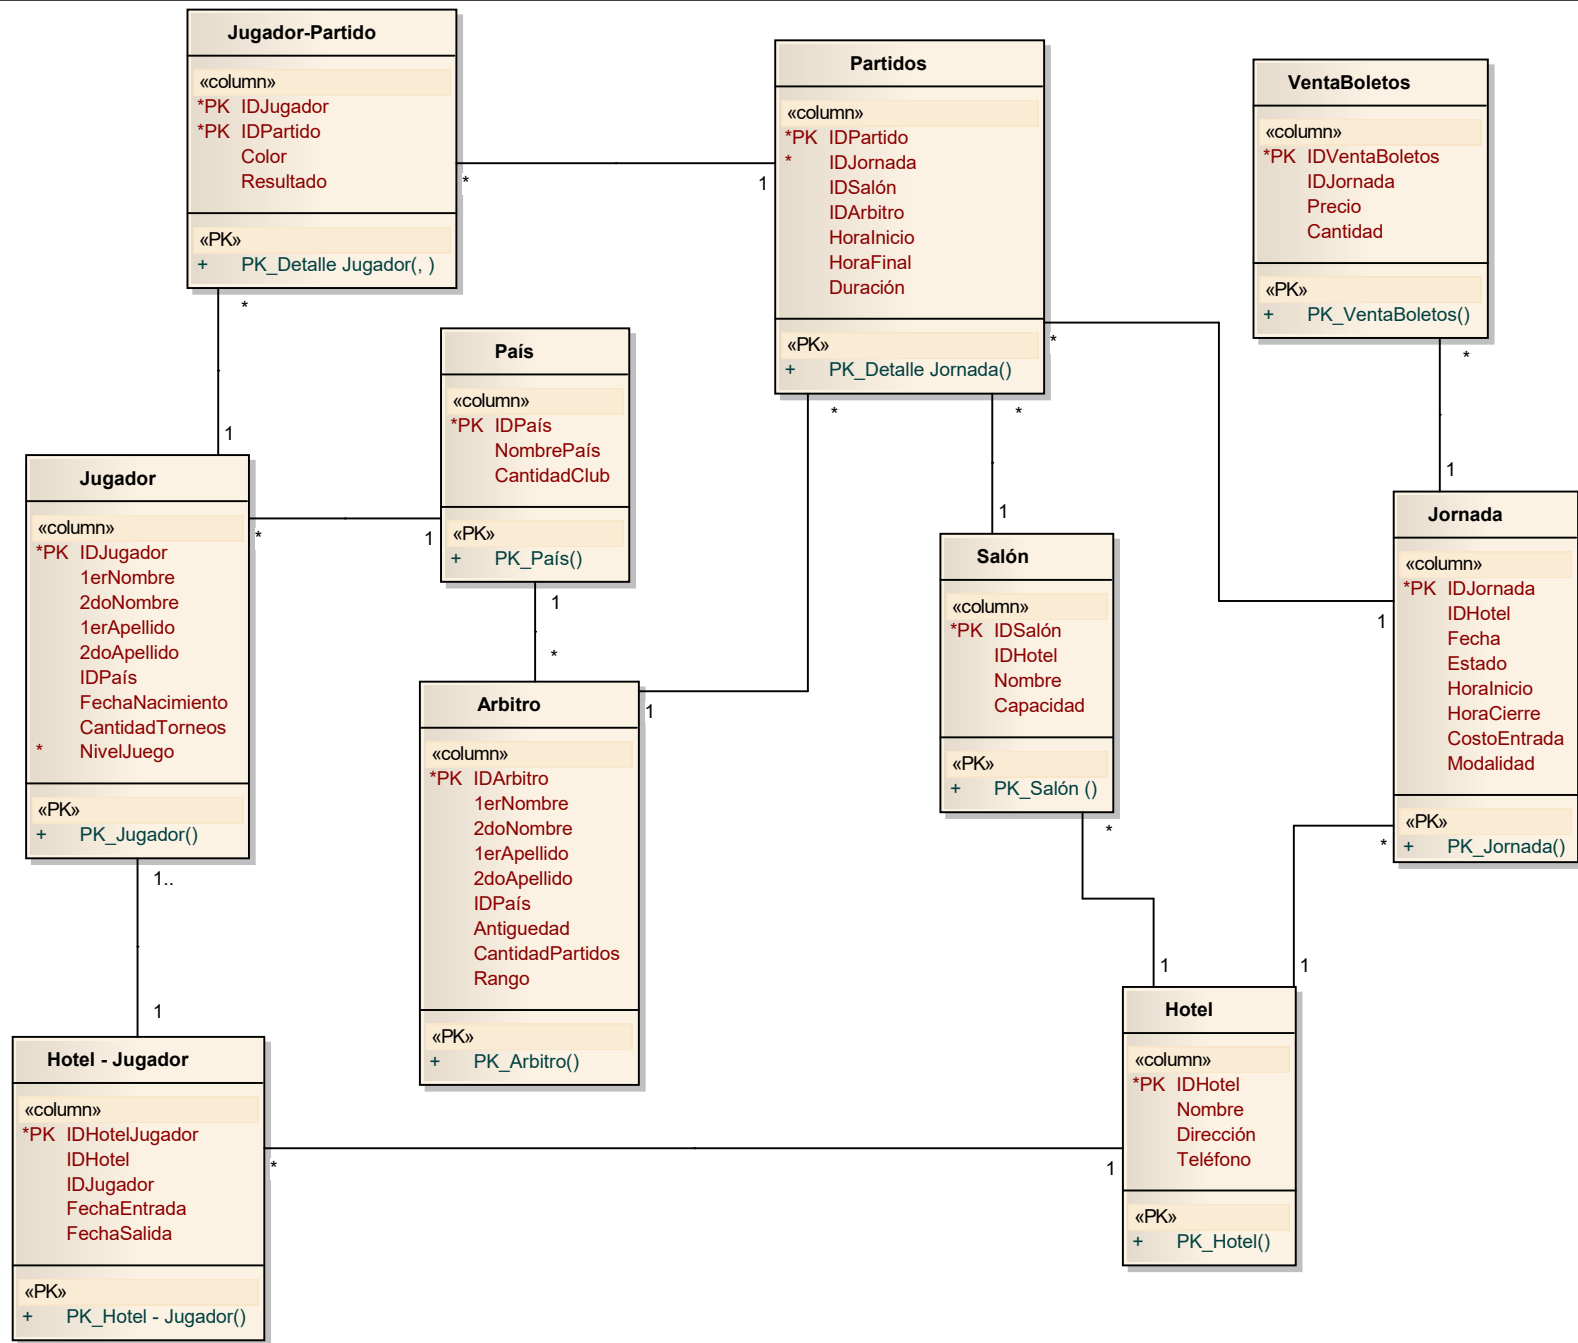 Jugador-Partido
«column»
*PK IDJugador
*PK IDPartido
Color
Resultado
«PK»
+ PK_Detalle Jugador(, )
*
1
*
1
Partidos
«column»
*PK IDPartido
* IDJornada
IDSalón
IDArbitro
HoraInicio
HoraFinal
Duración
«PK»
+ PK_Detalle Jornada()
*
*
*
1
1
1
VentaBoletos
«column»
*PK IDVentaBoletos
IDJornada
Precio
Cantidad
«PK»
+ PK_VentaBoletos()
*
1
País
«column»
*PK IDPaís
NombrePaís
CantidadClub
«PK»
+ PK_País()
*
1
1
*
Jugador
«column»
*PK IDJugador
1erNombre
2doNombre
1erApellido
2doApellido
IDPaís
FechaNacimiento
CantidadTorneos
* NivelJuego
«PK»
+ PK_Jugador()
1..
1
Arbitro
«column»
*PK IDArbitro
1erNombre
2doNombre
1erApellido
2doApellido
IDPaís
Antiguedad
CantidadPartidos
Rango
«PK»
+ PK_Arbitro()
Salón
«column»
*PK IDSalón
IDHotel
Nombre
Capacidad
«PK»
+ PK_Salón ()
*
1
Jornada
«column»
*PK IDJornada
IDHotel
Fecha
Estado
HoraInicio
HoraCierre
CostoEntrada
Modalidad
«PK»
+ PK_Jornada()
*
1
Hotel - Jugador
«column»
*PK IDHotelJugador
IDHotel
IDJugador
FechaEntrada
FechaSalida
«PK»
+ PK_Hotel - Jugador()
*
1
Hotel
«column»
*PK IDHotel
Nombre
Dirección
Teléfono
«PK»
+ PK_Hotel()